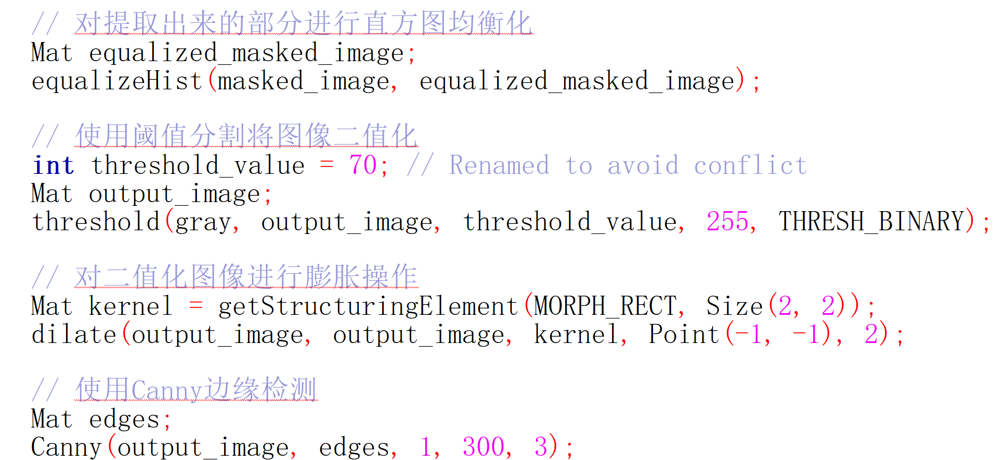 // 对提取出来的部分进行直方图均衡化
Mat equalized_masked_image;
equalizeHist(masked_image, equalized_masked_image);
// 使用阈值分割将图像二值化
int threshold_value = 70; // Renamed to avoid conflict
Mat output_image;
threshold(gray, output_image, threshold_value, 255, THRESH_BINARY);
// 对二值化图像进行膨胀操作
Mat kernel = getStructuringElement(MORPH_RECT, Size(2, 2));
dilate(output_image, output_image, kernel, Point(-1, -1), 2);
// 使用Canny边缘检测
Mat edges;
Canny(output_image, edges, 1, 300, 3);